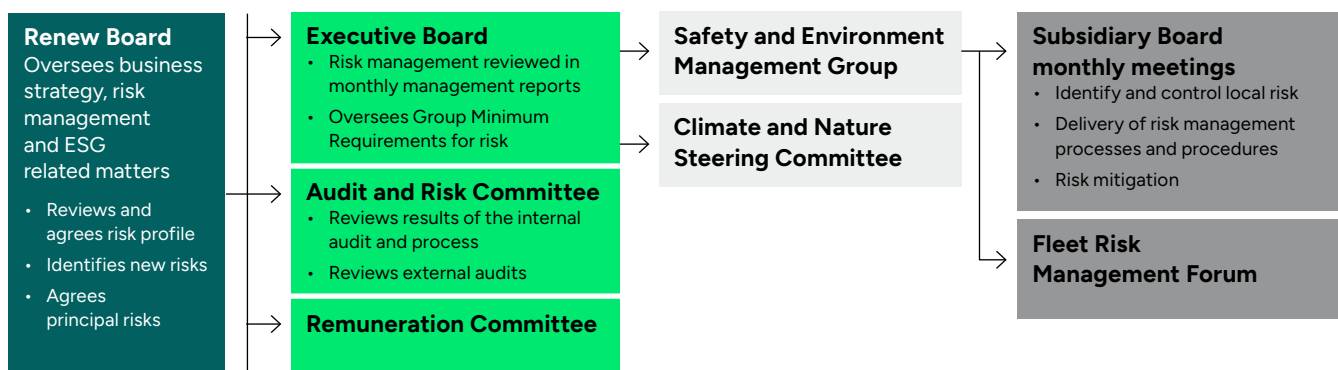 Renew Board
Oversees business
strategy, risk
management
and ESG
related matters
• Reviews and
agrees risk profile
• Identifies new risks
• Agrees
principal risks
Executive Board
• Risk management reviewed in
monthly management reports
• Oversees Group Minimum
Requirements for risk
Audit and Risk Committee
• Reviews results of the internal
audit and process
• Reviews external audits
Remuneration Committee
Safety and Environment
Management Group
Climate and Nature
Steering Committee
Subsidiary Board
monthly meetings
• Identify and control local risk
• Delivery of risk management
processes and procedures
• Risk mitigation
Fleet Risk
Management Forum